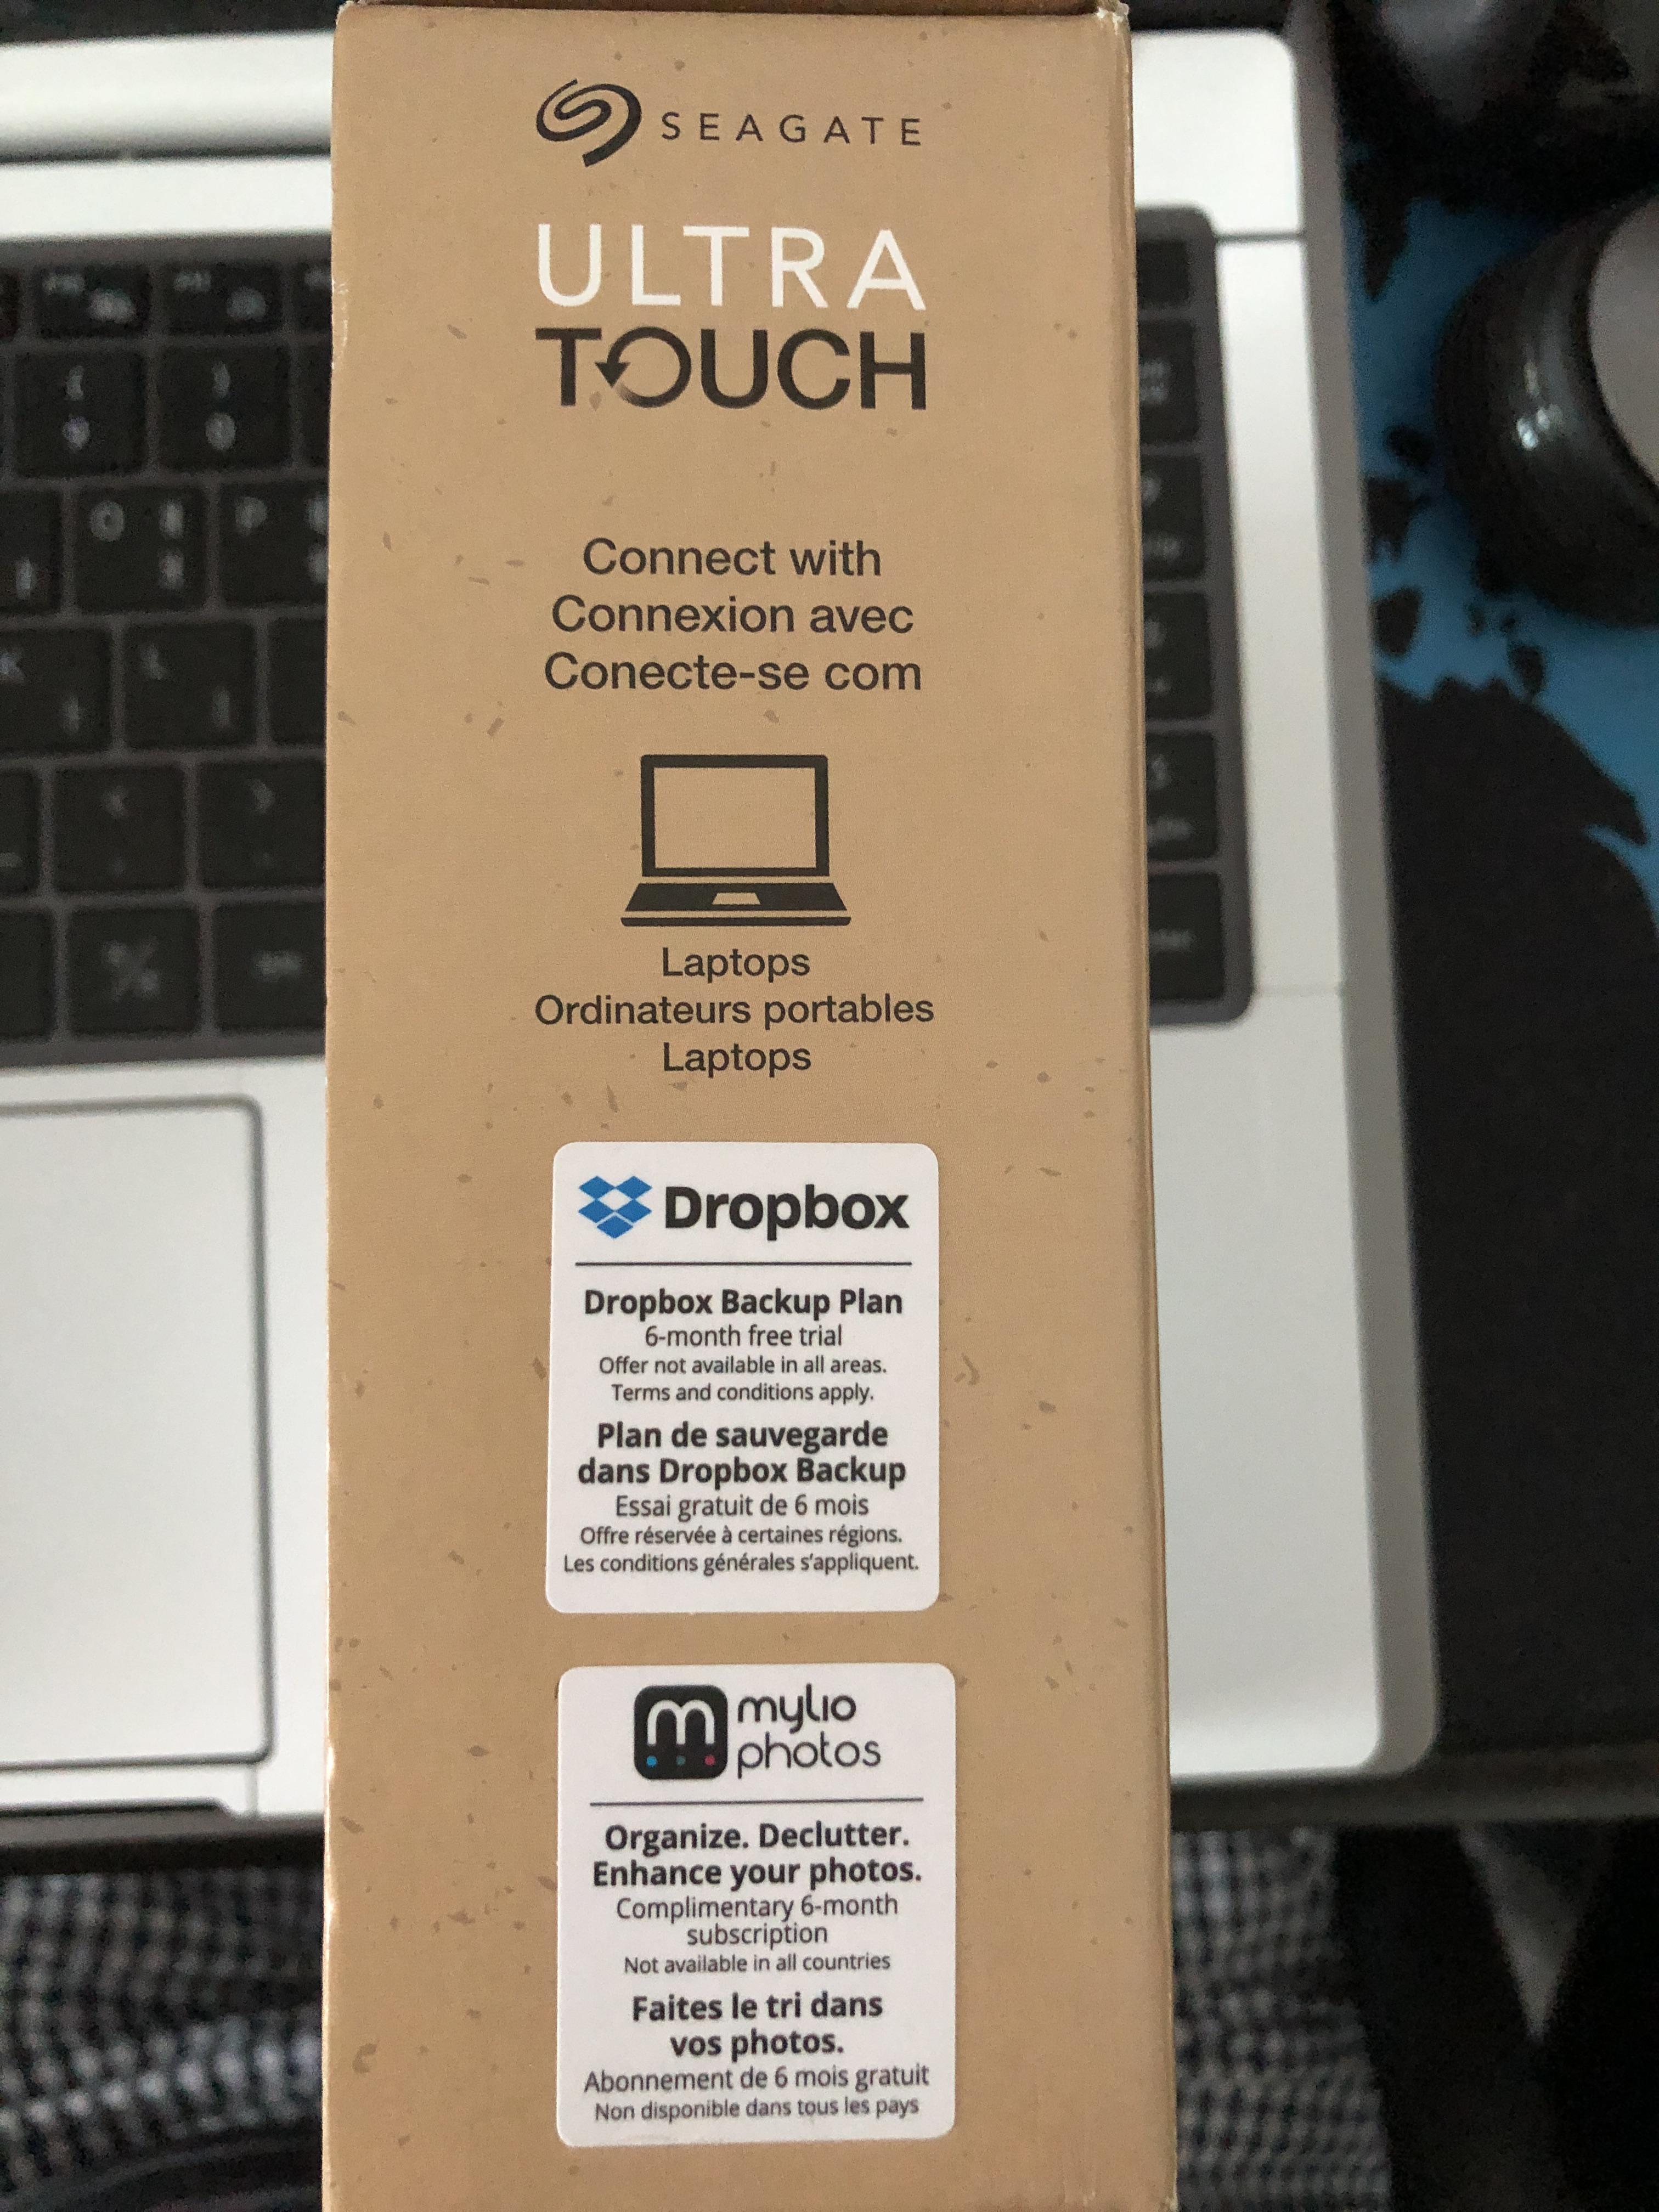 SEAGATE
ULTRA
TOUCH
Connect with
Connexion avec
Conecte-se com
Laptops
Ordinateurs portables
Laptops
Dropbox
Dropbox Backup Plan
6-month free trial
Offer not available in all areas.
Terms and conditions apply.
Plan de sauvegarde
dans Dropbox Backup
Essai gratuit de 6 mois
Offre réservée à certaines régions.
Les conditions générales s'appliquent.
mylio
photos
Organize. Declutter.
Enhance your photos.
Complimentary 6-month
subscription
Not available in all countries
Faites le tri dans
vos photos.
Abonnement de 6 mois gratuit
Non disponible dans tous les pays